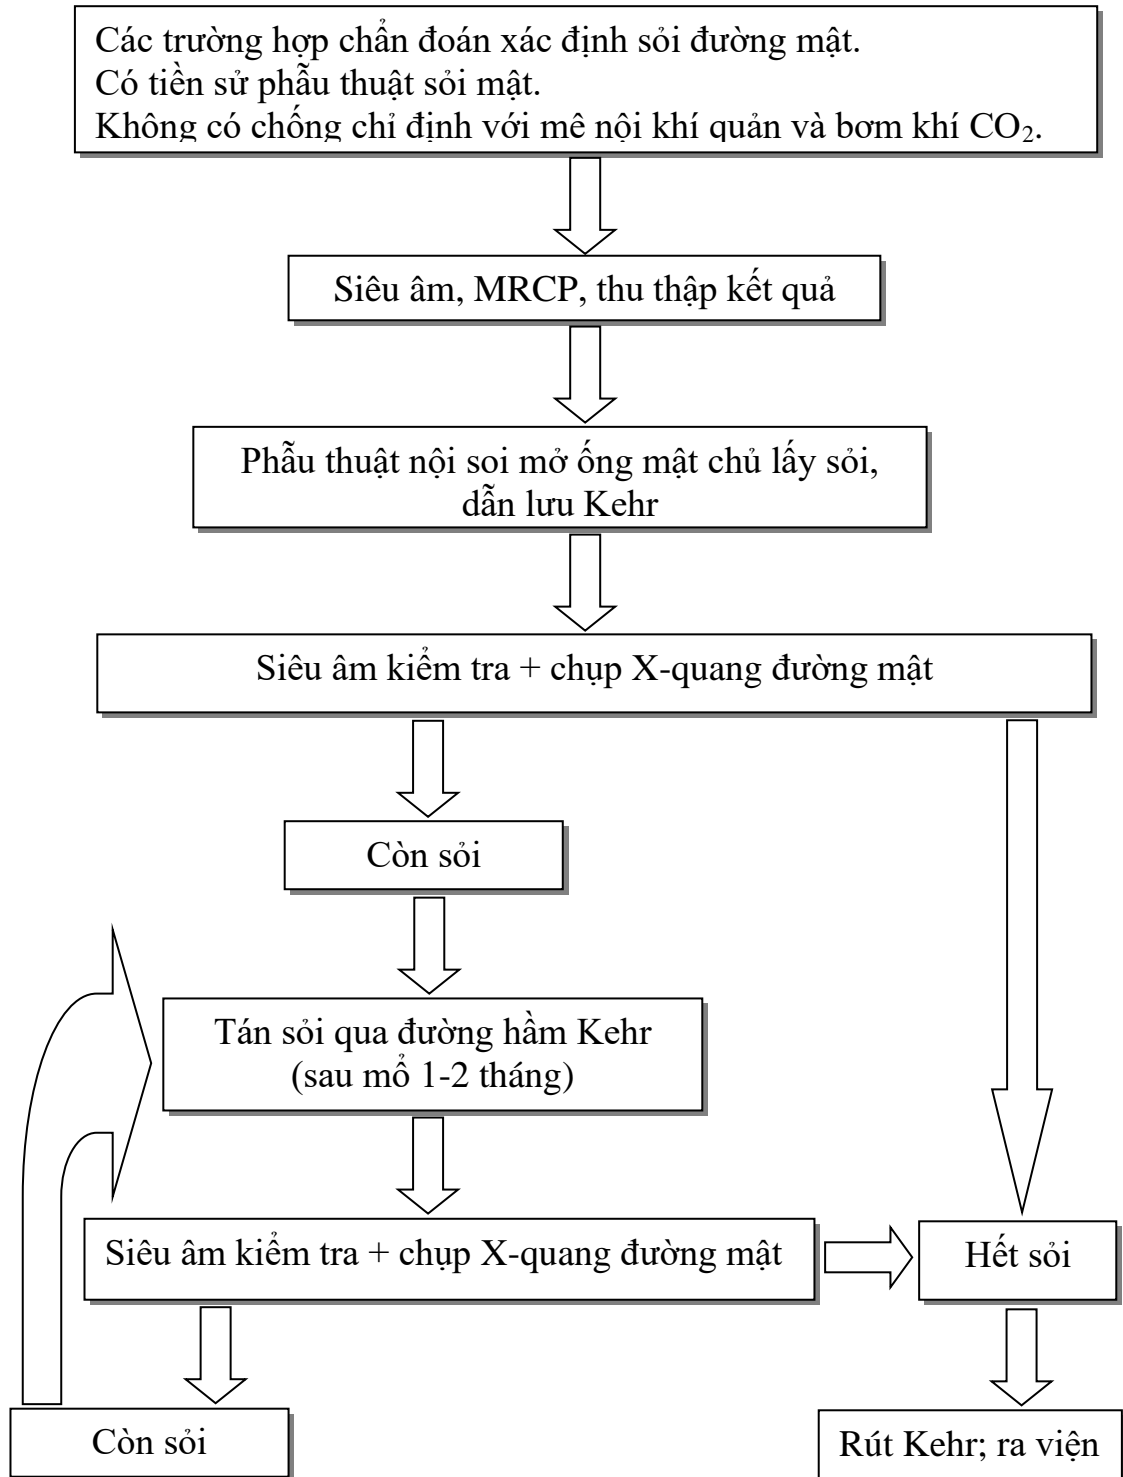 Các trường hợp chẩn đoán xác định sỏi đường mật.
Có tiền sử phẫu thuật sỏi mật.
Không có chống chỉ định với mê nội khí quản và bơm khí CO₂.
Siêu âm, MRCP, thu thập kết quả
Phẫu thuật nội soi mở ống mật chủ lấy sỏi,
dẫn lưu Kehr
Siêu âm kiểm tra + chụp X-quang đường mật
Còn sỏi
Tán sỏi qua đường hầm Kehr
(sau mổ 1-2 tháng)
Siêu âm kiểm tra + chụp X-quang đường mật
Hết sỏi
Còn sỏi
Rút Kehr; ra viện